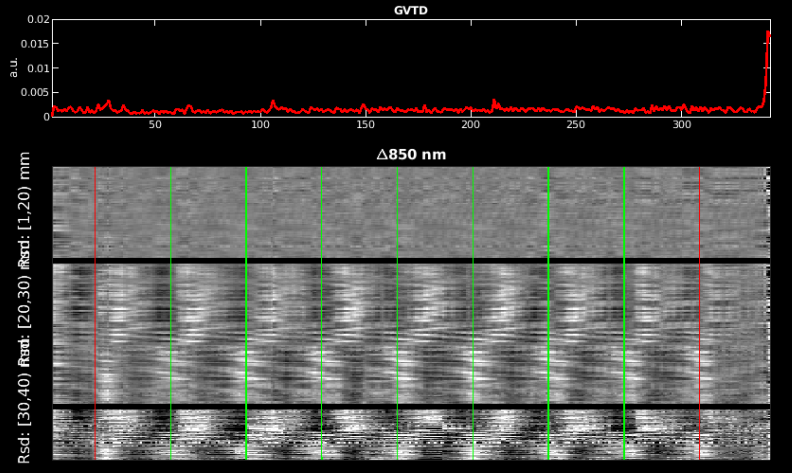 GVTD
0.02
0.015
0.01
0.005
0
a.u.
50
100
150
200
250
300
Δ850 nm
Rsd: [1,20) mm
Rsd: [20,30) mm
Rsd: [30,40) mm